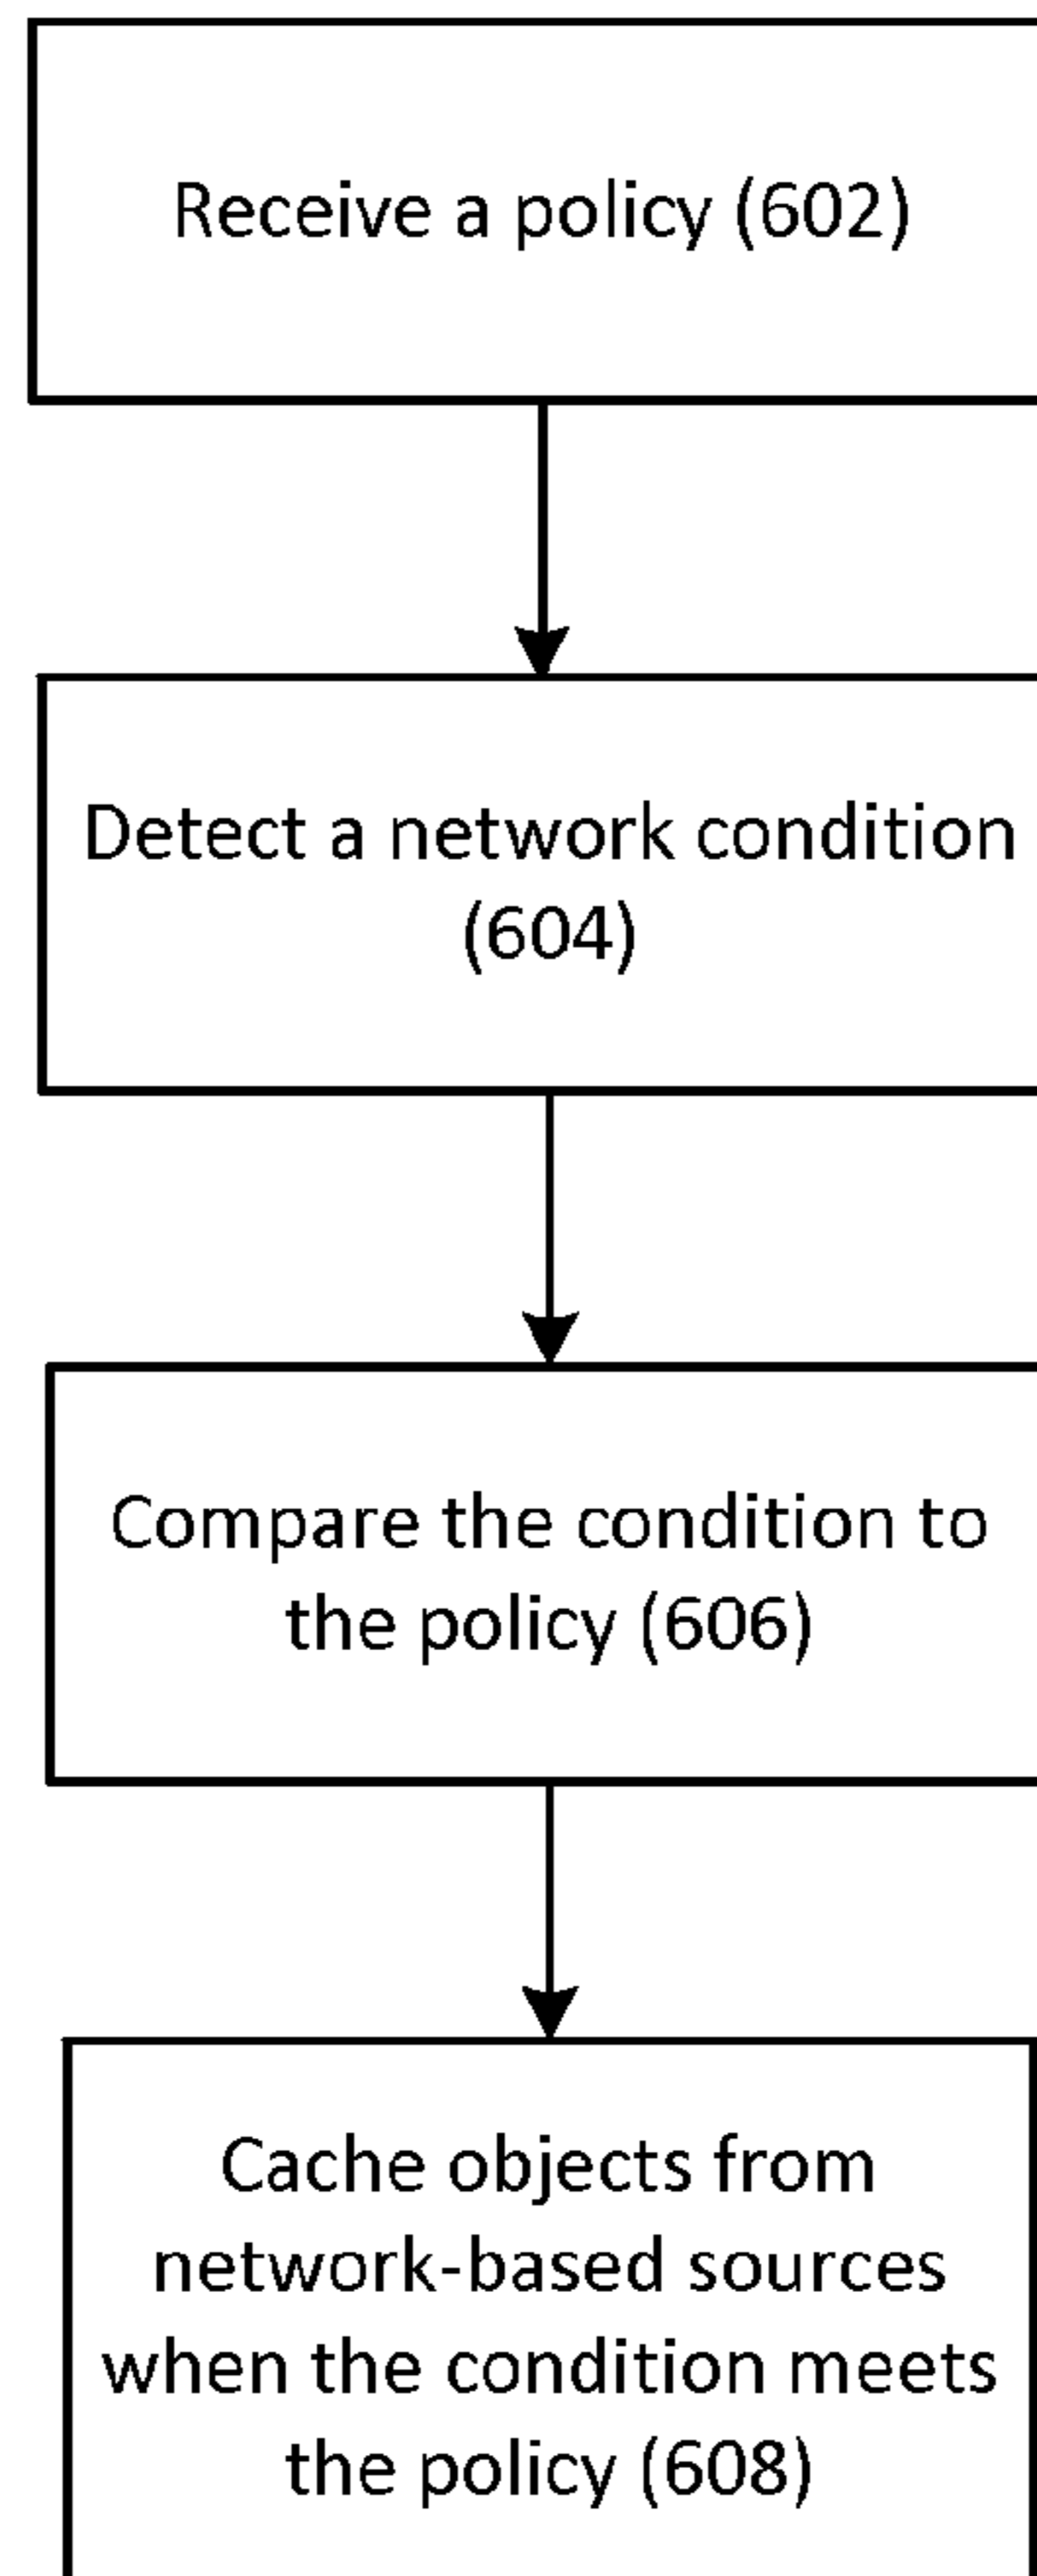 Receive a policy (602)
Detect a network condition
(604)
Compare the condition to
the policy (606)
Cache objects from
network-based sources
when the condition meets
the policy (608)